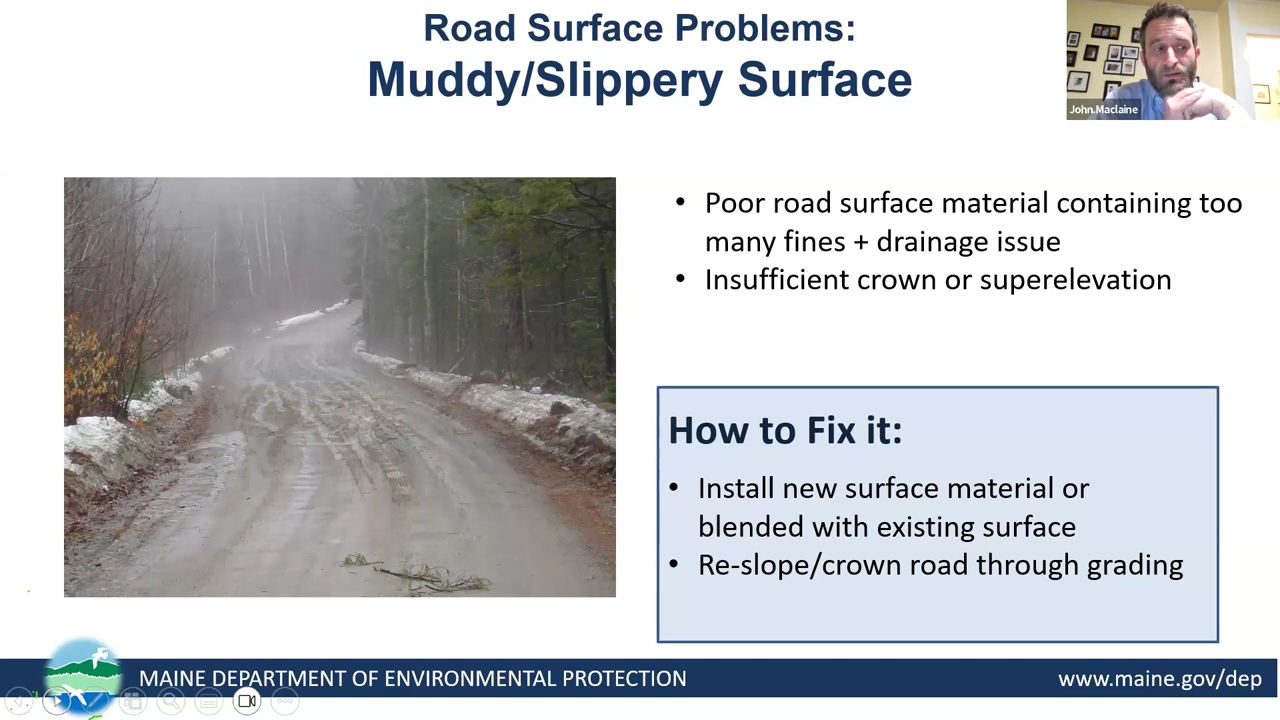 Road Surface Problems:
Muddy/Slippery Surface
John.Maclaine
• Poor road surface material containing too
many fines + drainage issue
• Insufficient crown or superelevation
How to Fix it:
• Install new surface material or
blended with existing surface
• Re-slope/crown road through grading
MAINE DEPARTMENT OF ENVIRONMENTAL PROTECTION
www.maine.gov/dep